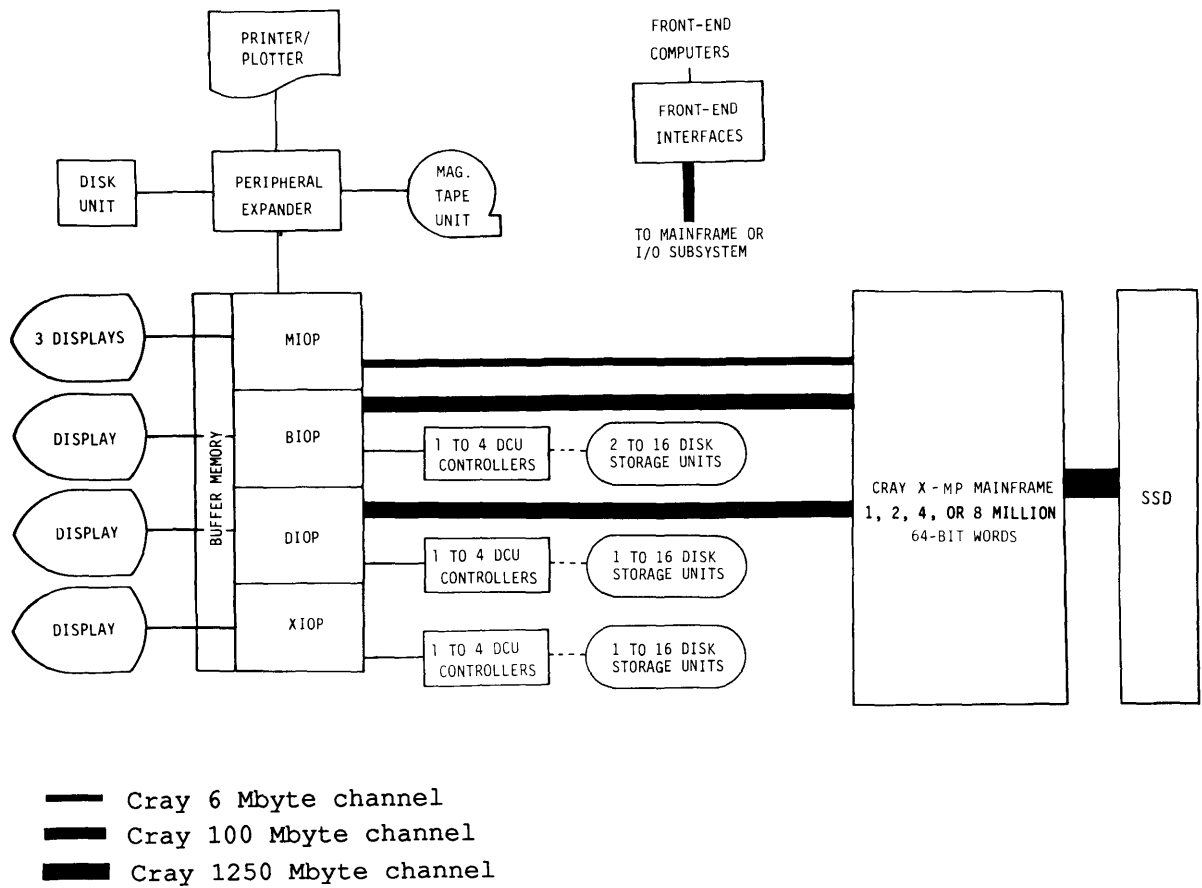 PRINTER/
PLOTTER
FRONT-END
COMPUTERS
FRONT-END
INTERFACES
TO MAINFRAME OR
I/O SUBSYSTEM
DISK
UNIT
PERIPHERAL
EXPANDER
MAG.
TAPE
UNIT
3 DISPLAYS
DISPLAY
DISPLAY
DISPLAY
BUFFER MEMORY
MIOP
BIOP
DIOP
XIOP
1 TO 4 DCU
CONTROLLERS
2 TO 16 DISK
STORAGE UNITS
1 TO 4 DCU
CONTROLLERS
1 TO 16 DISK
STORAGE UNITS
1 TO 4 DCU
CONTROLLERS
1 TO 16 DISK
STORAGE UNITS
CRAY X-MP MAINFRAME
1, 2, 4, OR 8 MILLION
64-BIT WORDS
SSD
Cray 6 Mbyte channel
Cray 100 Mbyte channel
Cray 1250 Mbyte channel